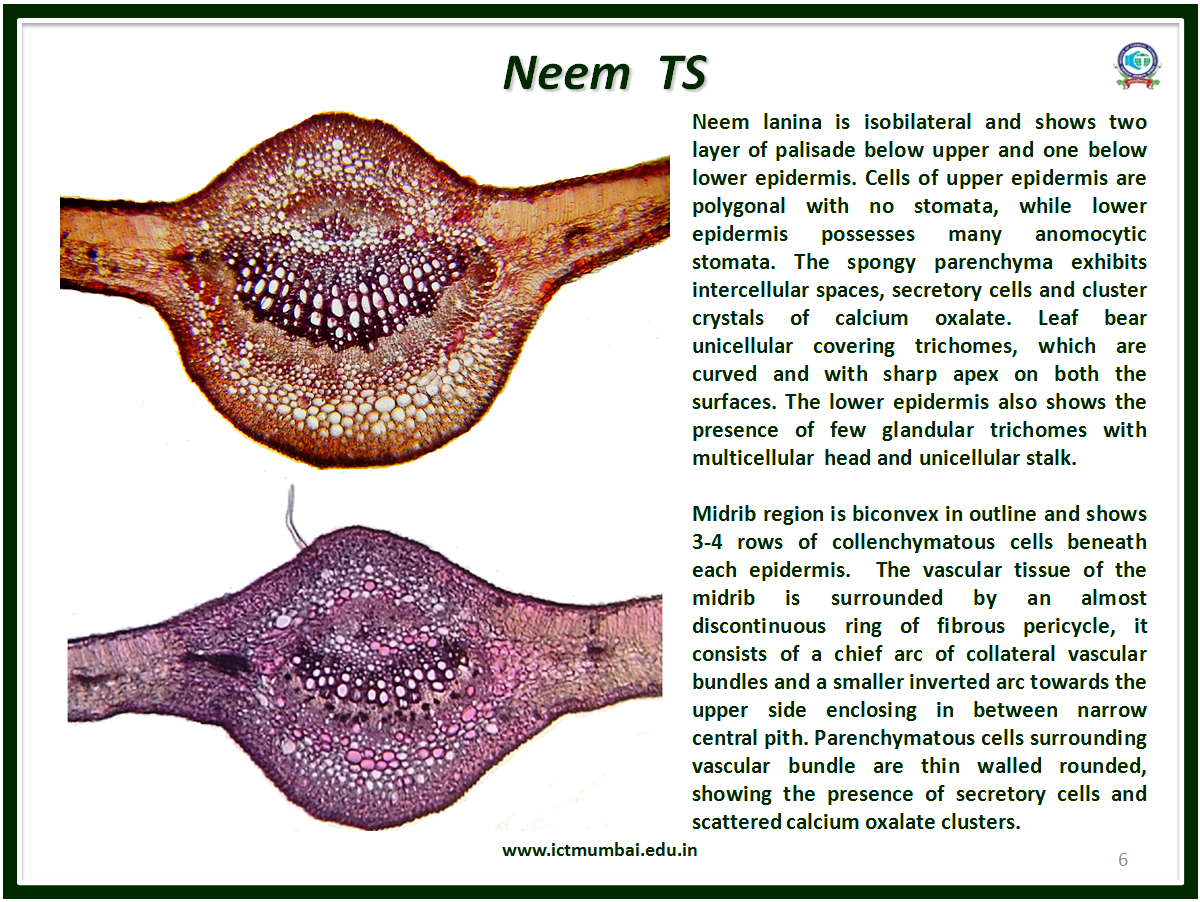 Neem TS
Neem lanina is isobilateral and shows two
layer of palisade below upper and one below
lower epidermis. Cells of upper epidermis are
polygonal with no stomata, while lower
epidermis possesses many anomocytic
stomata. The spongy parenchyma exhibits
intercellular spaces, secretory cells and cluster
crystals of calcium oxalate. Leaf bear
unicellular covering trichomes, which are
curved and with sharp apex on both the
surfaces. The lower epidermis also shows the
presence of few glandular trichomes with
multicellular head and unicellular stalk.
Midrib region is biconvex in outline and shows
3-4 rows of collenchymatous cells beneath
each epidermis. The vascular tissue of the
midrib is surrounded by an almost
discontinuous ring of fibrous pericycle, it
consists of a chief arc of collateral vascular
bundles and a smaller inverted arc towards the
upper side enclosing in between narrow
central pith. Parenchymatous cells surrounding
vascular bundle are thin walled rounded,
showing the presence of secretory cells and
scattered calcium oxalate clusters.
www.ictmumbai.edu.in
6